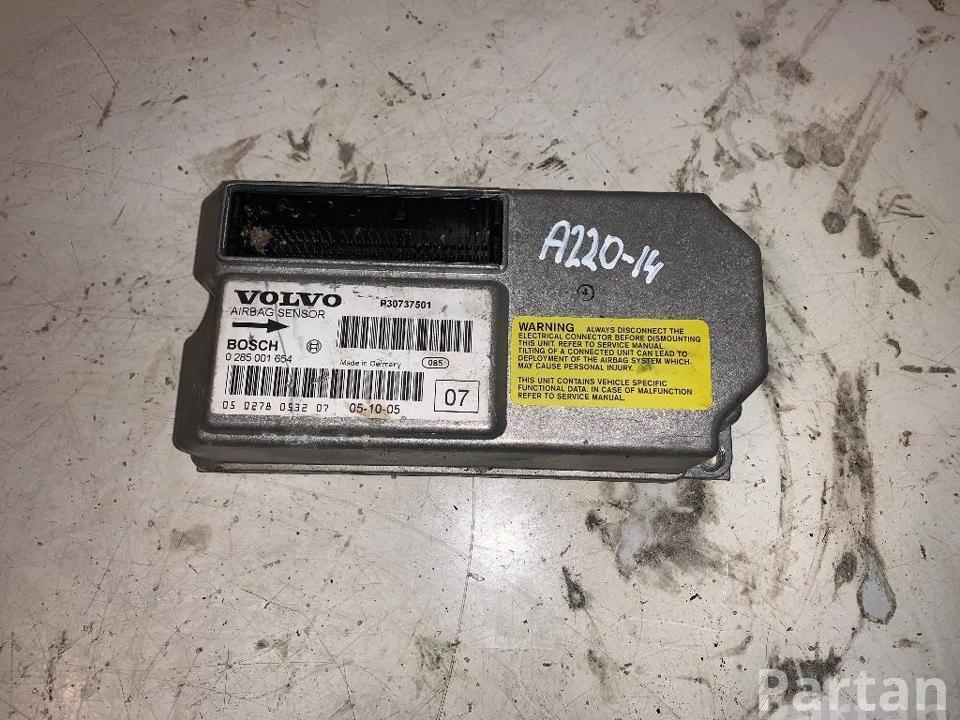 A220-14
4
VOLVO
P30737501
AIRBAG SENSOR
BOSCH
0 285 001 654
Made in Germany
085
05 0278 0532 07
05-10-05
07
WARNING ALWAYS DISCONNECT THE
ELECTRICAL CONNECTOR BEFORE DISMOUNTING
THIS UNIT. REFER TO SERVICE MANUAL.
TILTING OF A CONNECTED UNIT CAN LEAD TO
DEPLOYMENT OF THE AIRBAG SYSTEM WHICH
MAY CAUSE PERSONAL INJURY.
THIS UNIT CONTAINS VEHICLE SPECIFIC
FUNCTIONAL DATA. IN CASE OF MALFUNCTION
REFER TO SERVICE MANUAL.
Partan